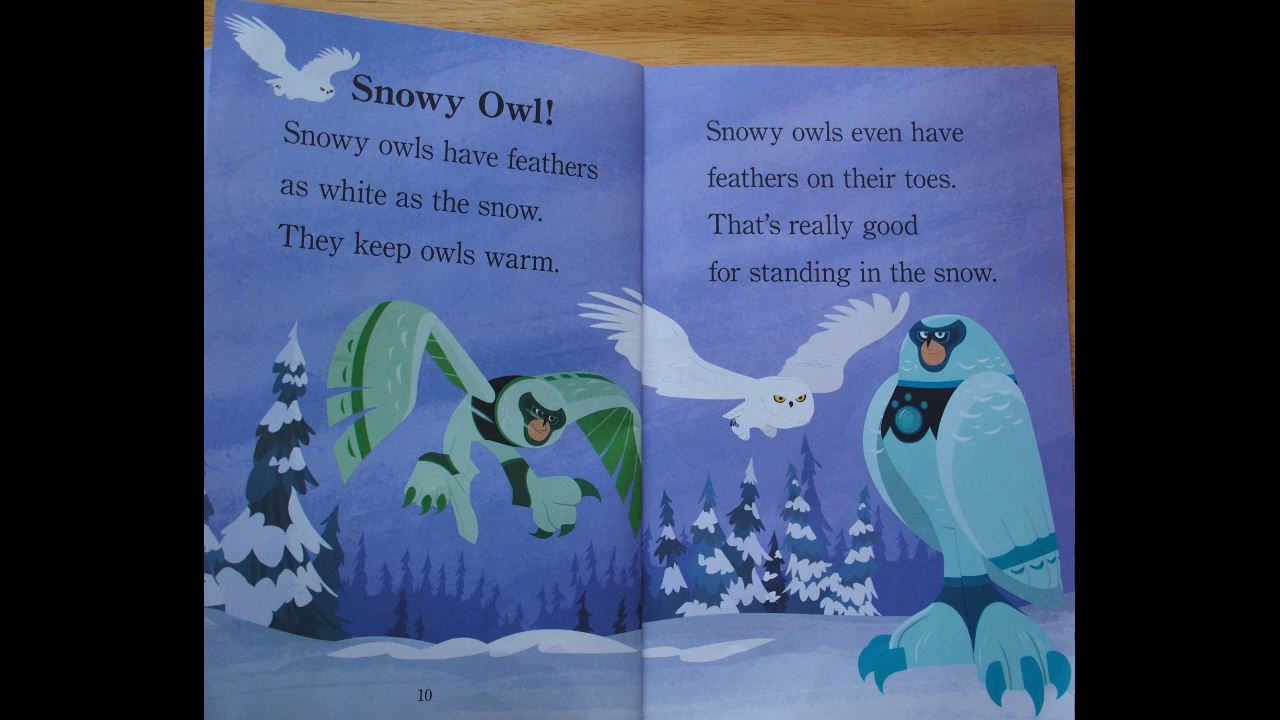 Snowy Owl!
Snowy owls have feathers
as white as the snow.
They keep owls warm.
10
Snowy owls even have
feathers on their toes.
That's really good
for standing in the snow.